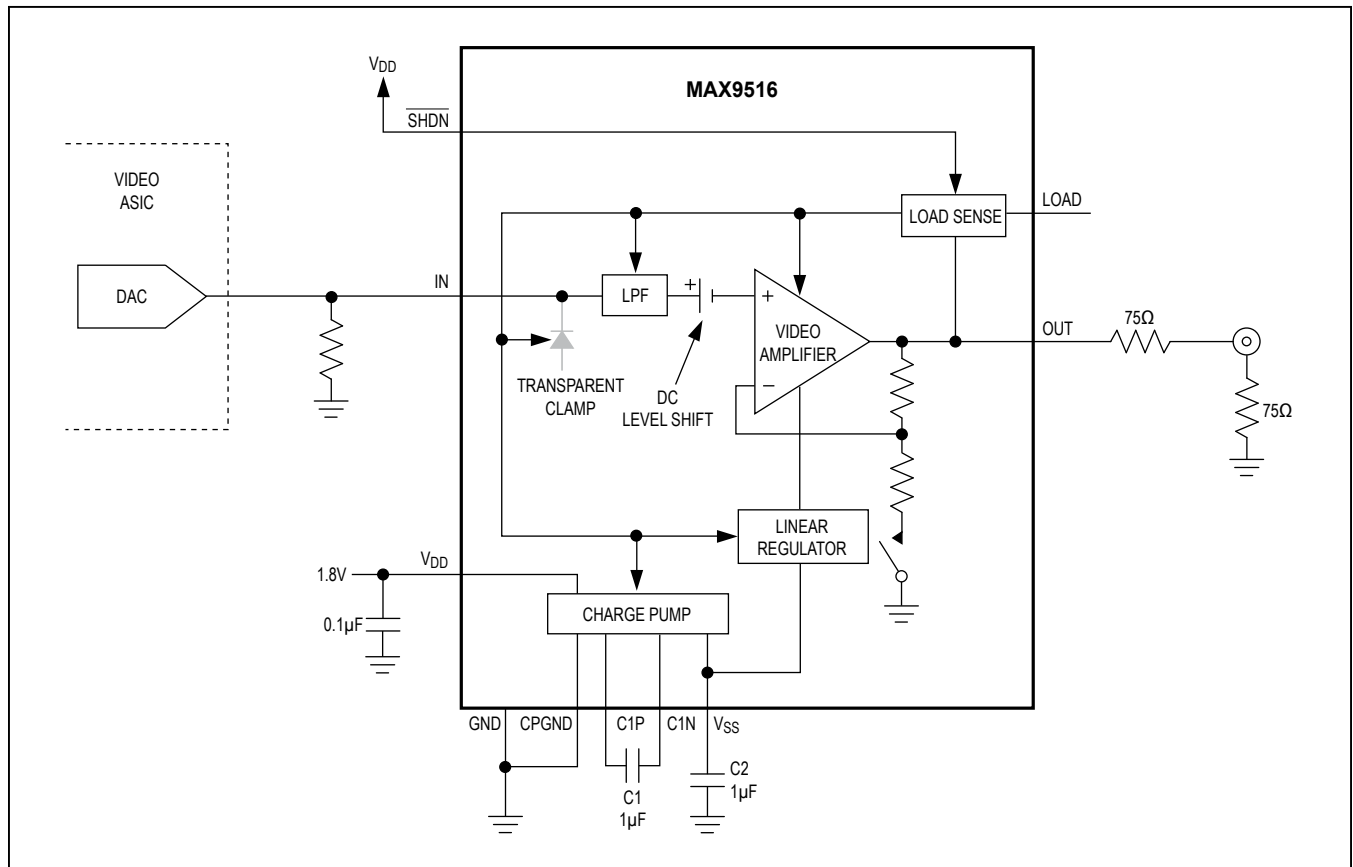 MAX9516
VDD
SHDN
VIDEO
ASIC
DAC
LOAD SENSE
LOAD
IN
LPF
+
+
−
VIDEO
AMPLIFIER
OUT
75Ω
75Ω
TRANSPARENT
CLAMP
DC
LEVEL SHIFT
LINEAR
REGULATOR
1.8V
VDD
0.1µF
CHARGE PUMP
GND
CPGND
C1P
C1N
VSS
C1
1µF
C2
1µF